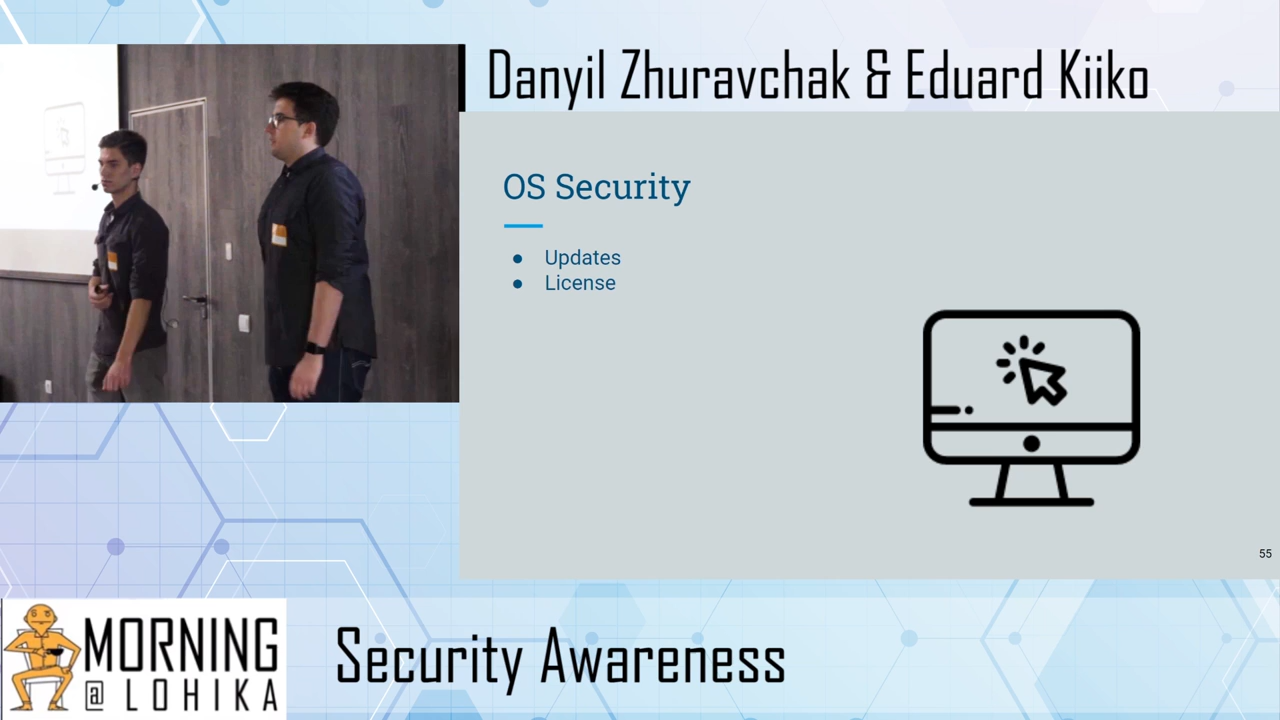 Danyil Zhuravchak & Eduard Kiiko
OS Security
● Updates
● License
55
MORNING
@ LOHIKA
Security Awareness